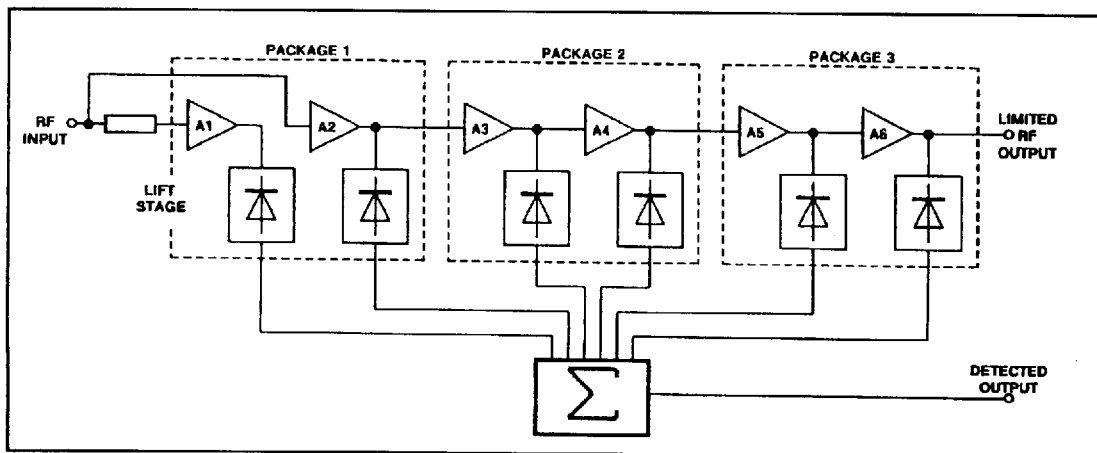 PACKAGE 1
PACKAGE 2
PACKAGE 3
RF
INPUT
A1
A2
A3
A4
A5
A6
LIMITED
RF
OUTPUT
LIFT
STAGE
Σ
DETECTED
OUTPUT